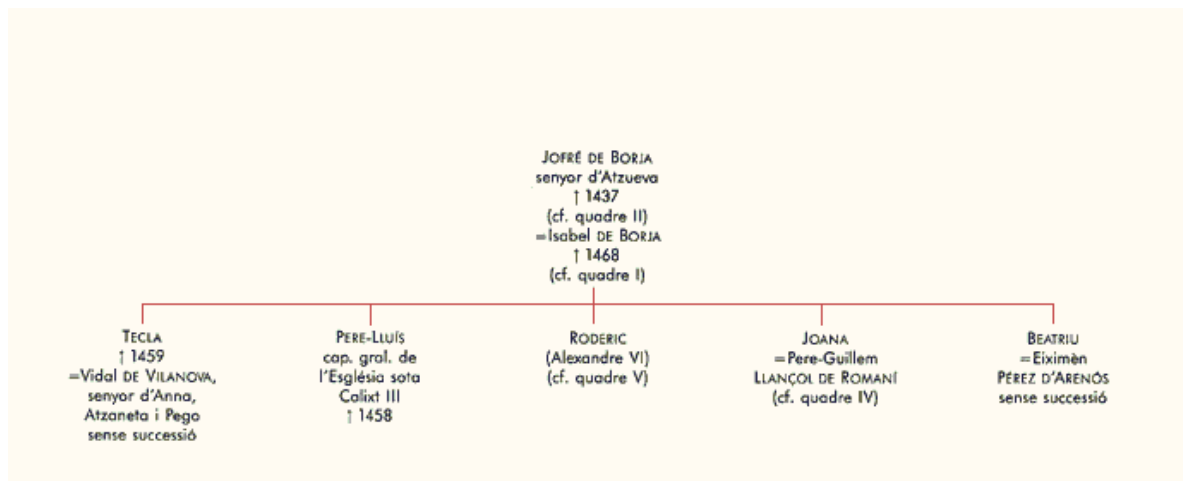 JOFRÉ DE BORJA
senyor d'Atzueva
† 1437
(cf. quadre II)
=Isabel DE BORJA
† 1468
(cf. quadre I)
TECLA
† 1459
=Vidal DE VILANOVA,
senyor d'Anna,
Atzaneta i Pego
sense successió
PERE-LLUÍS
cap. gral. de
l'Església sota
Calixt III
† 1458
RODERIC
(Alexandre VI)
(cf. quadre V)
JOANA
=Pere-Guillem
LLANÇOL DE ROMANÍ
(cf. quadre IV)
BEATRIU
=Eiximèn
PÉREZ D'ARENÓS
sense successió